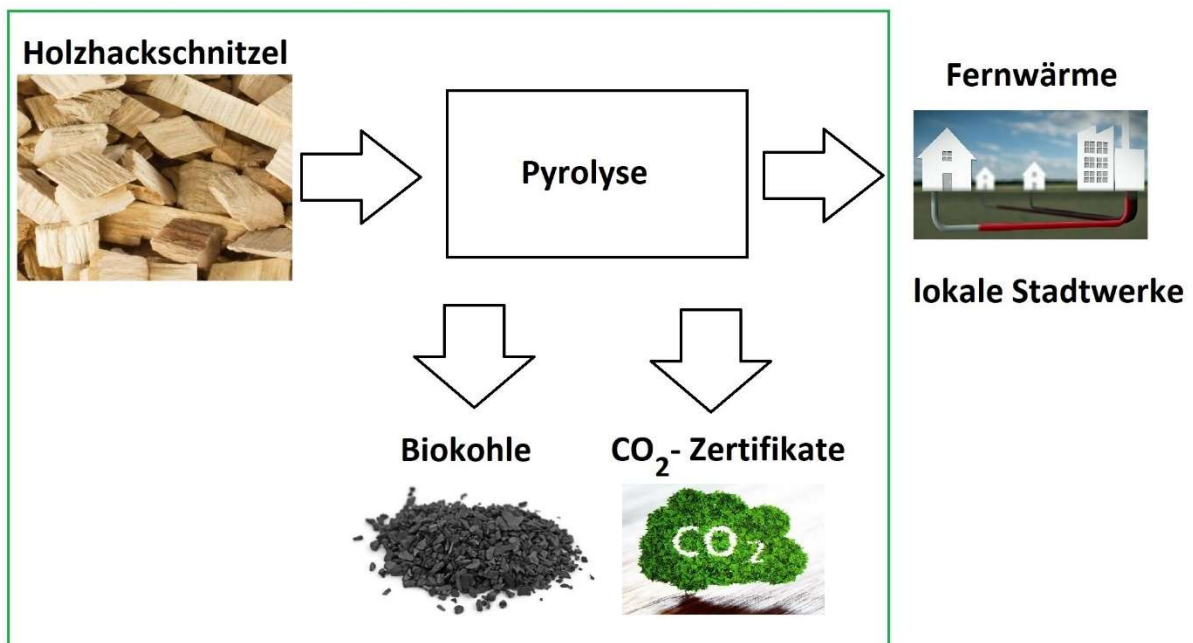 Holzhackschnitzel
Pyrolyse
Fernwärme
lokale Stadtwerke
Biokohle
CO₂- Zertifikate
CO₂